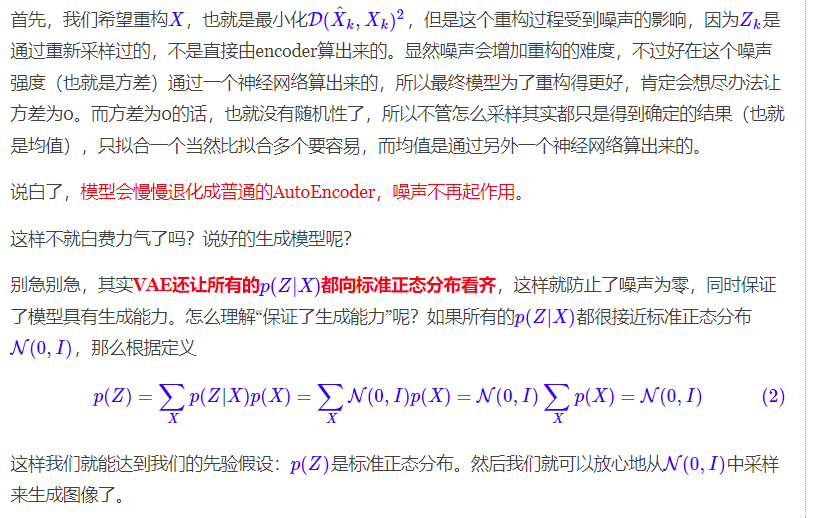 首先，我们希望重构X，也就是最小化𝒟(X̂ₖ, Xₖ)²，但是这个重构过程受到噪声的影响，因为Zₖ是
通过重新采样过的，不是直接由encoder算出来的。显然噪声会增加重构的难度，不过好在这个噪声
强度（也就是方差）通过一个神经网络算出来的，所以最终模型为了重构得更好，肯定会想尽办法让
方差为0。而方差为0的话，也就没有随机性了，所以不管怎么采样其实都只是得到确定的结果（也就
是均值），只拟合一个当然比拟合多个要容易，而均值是通过另外一个神经网络算出来的。
说白了，模型会慢慢退化成普通的AutoEncoder，噪声不再起作用。
这样不就白费力气了吗？说好的生成模型呢？
别急别急，其实VAE还让所有的p(Z|X)都向标准正态分布看齐，这样就防止了噪声为零，同时保证
了模型具有生成能力。怎么理解“保证了生成能力”呢？如果所有的p(Z|X)都很接近标准正态分布
𝒩(0, I)，那么根据定义
p(Z) = ∑_X p(Z|X)p(X) = ∑_X 𝒩(0, I)p(X) = 𝒩(0, I) ∑_X p(X) = 𝒩(0, I) (2)
这样我们就能达到我们的先验假设：p(Z)是标准正态分布。然后我们就可以放心地从𝒩(0, I)中采样
来生成图像了。